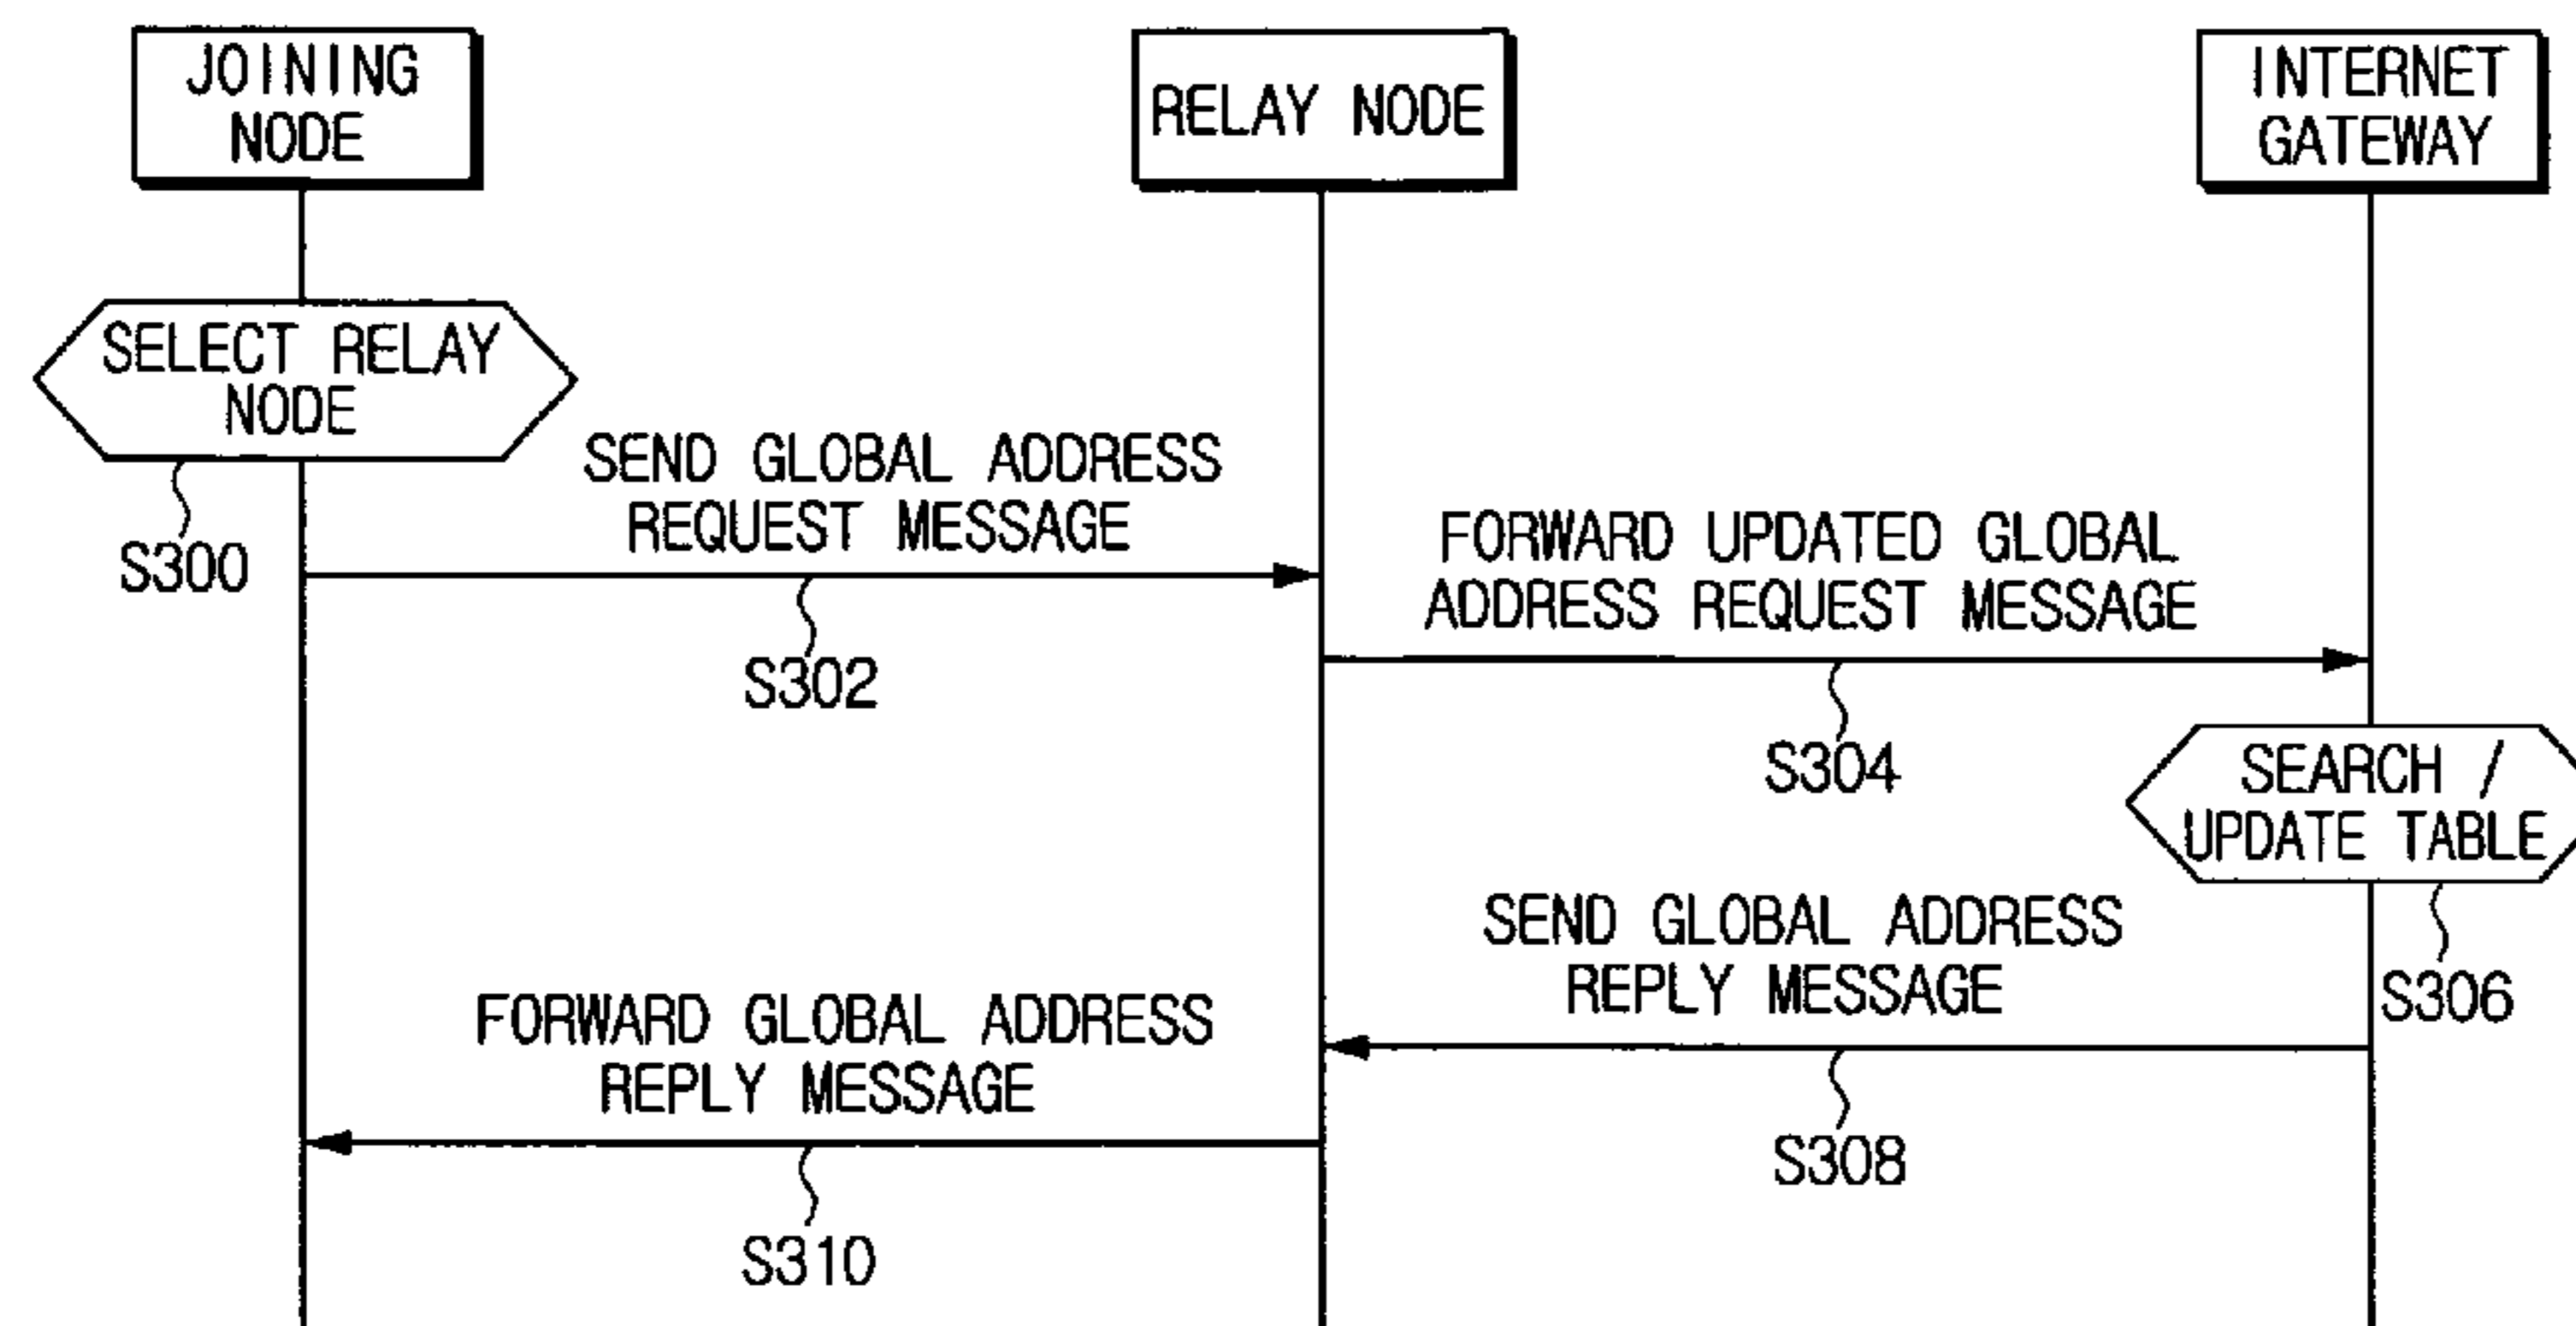 JOINING
NODE
RELAY NODE
INTERNET
GATEWAY
SELECT RELAY
NODE
S300
SEND GLOBAL ADDRESS
REQUEST MESSAGE
S302
FORWARD UPDATED GLOBAL
ADDRESS REQUEST MESSAGE
S304
SEARCH /
UPDATE TABLE
S306
SEND GLOBAL ADDRESS
REPLY MESSAGE
S308
FORWARD GLOBAL ADDRESS
REPLY MESSAGE
S310